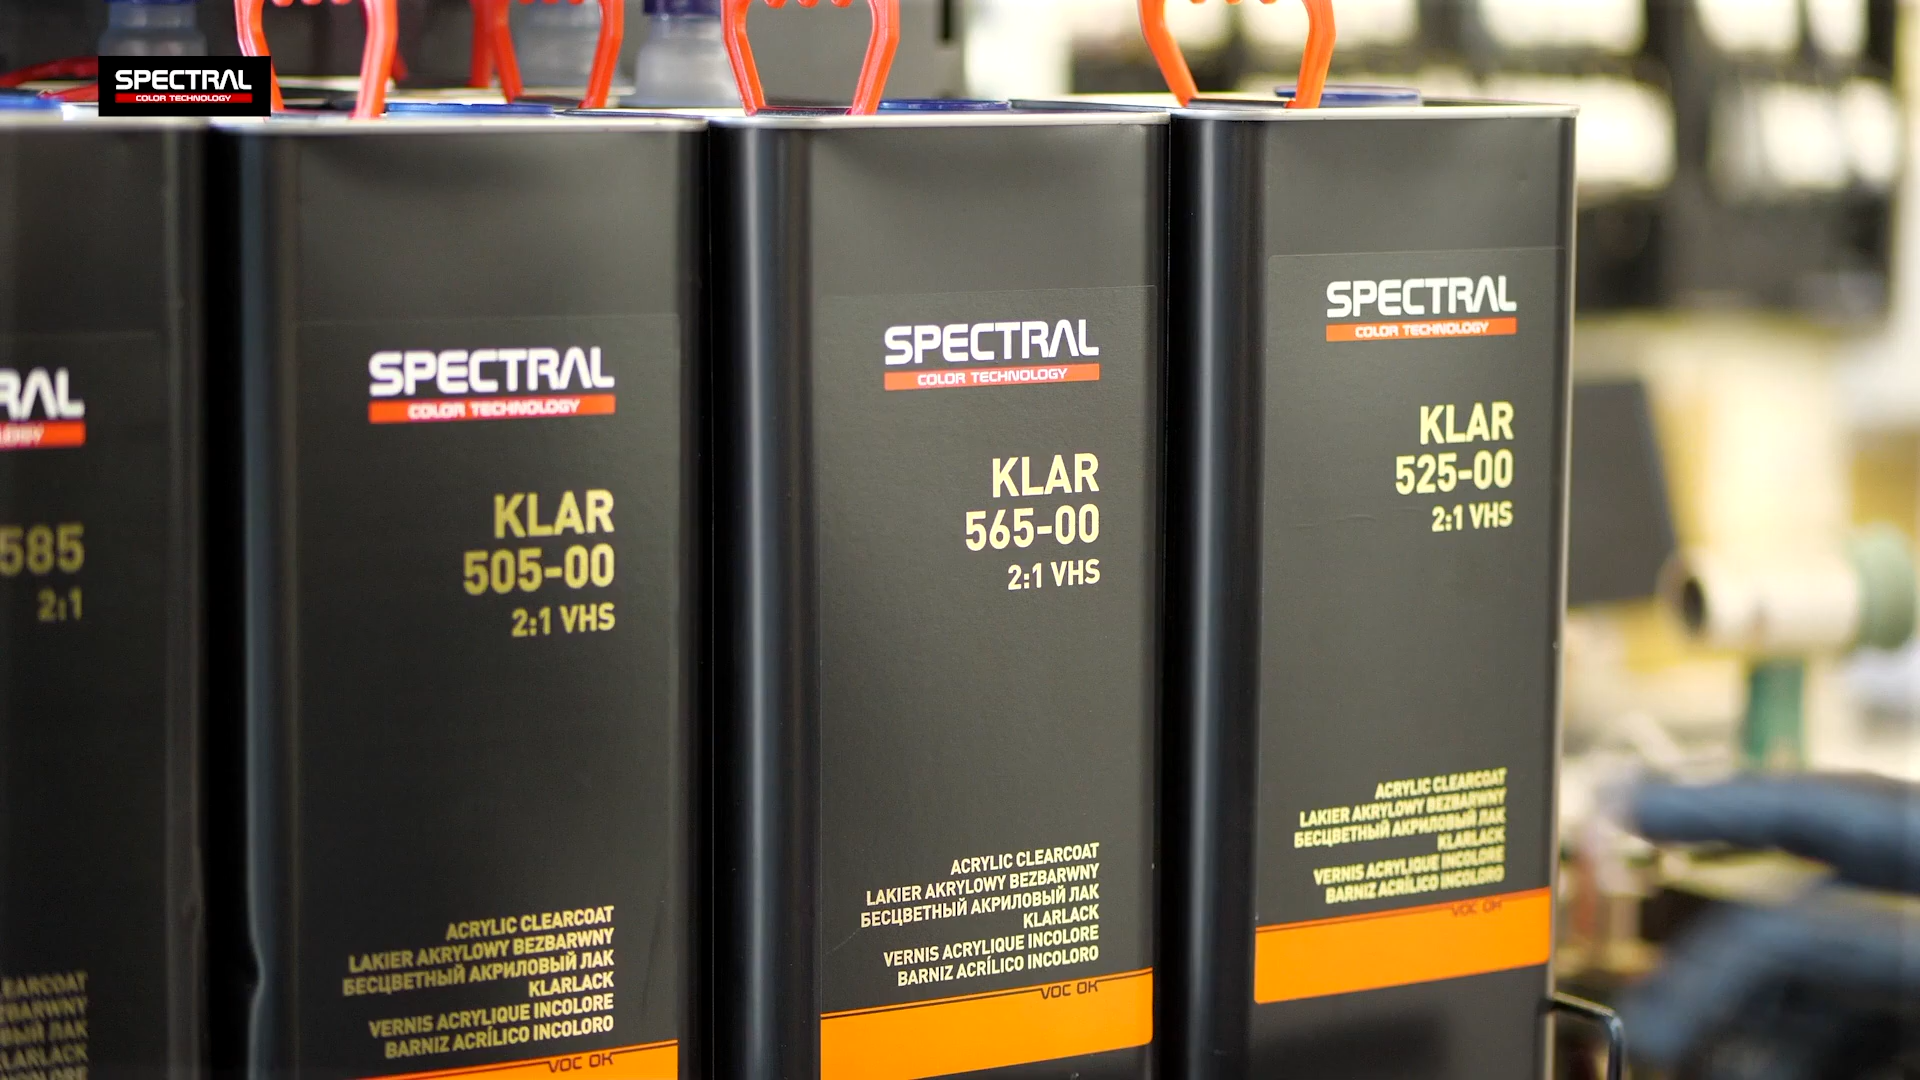 SPECTRAL
COLOR TECHNOLOGY
585
2:1
SPECTRAL
COLOR TECHNOLOGY
KLAR
505-00
2:1 VHS
ACRYLIC CLEARCOAT
LAKIER AKRYLOWY BEZBARWNY
БЕСЦВЕТНЫЙ АКРИЛОВЫЙ ЛАК
KLARLACK
VERNIS ACRYLIQUE INCOLORE
BARNIZ ACRÍLICO INCOLORO
VOC OK
SPECTRAL
COLOR TECHNOLOGY
KLAR
565-00
2:1 VHS
ACRYLIC CLEARCOAT
LAKIER AKRYLOWY BEZBARWNY
БЕСЦВЕТНЫЙ АКРИЛОВЫЙ ЛАК
KLARLACK
VERNIS ACRYLIQUE INCOLORE
BARNIZ ACRÍLICO INCOLORO
VOC OK
SPECTRAL
COLOR TECHNOLOGY
KLAR
525-00
2:1 VHS
ACRYLIC CLEARCOAT
LAKIER AKRYLOWY BEZBARWNY
БЕСЦВЕТНЫЙ АКРИЛОВЫЙ ЛАК
KLARLACK
VERNIS ACRYLIQUE INCOLORE
BARNIZ ACRÍLICO INCOLORO
VOC OK